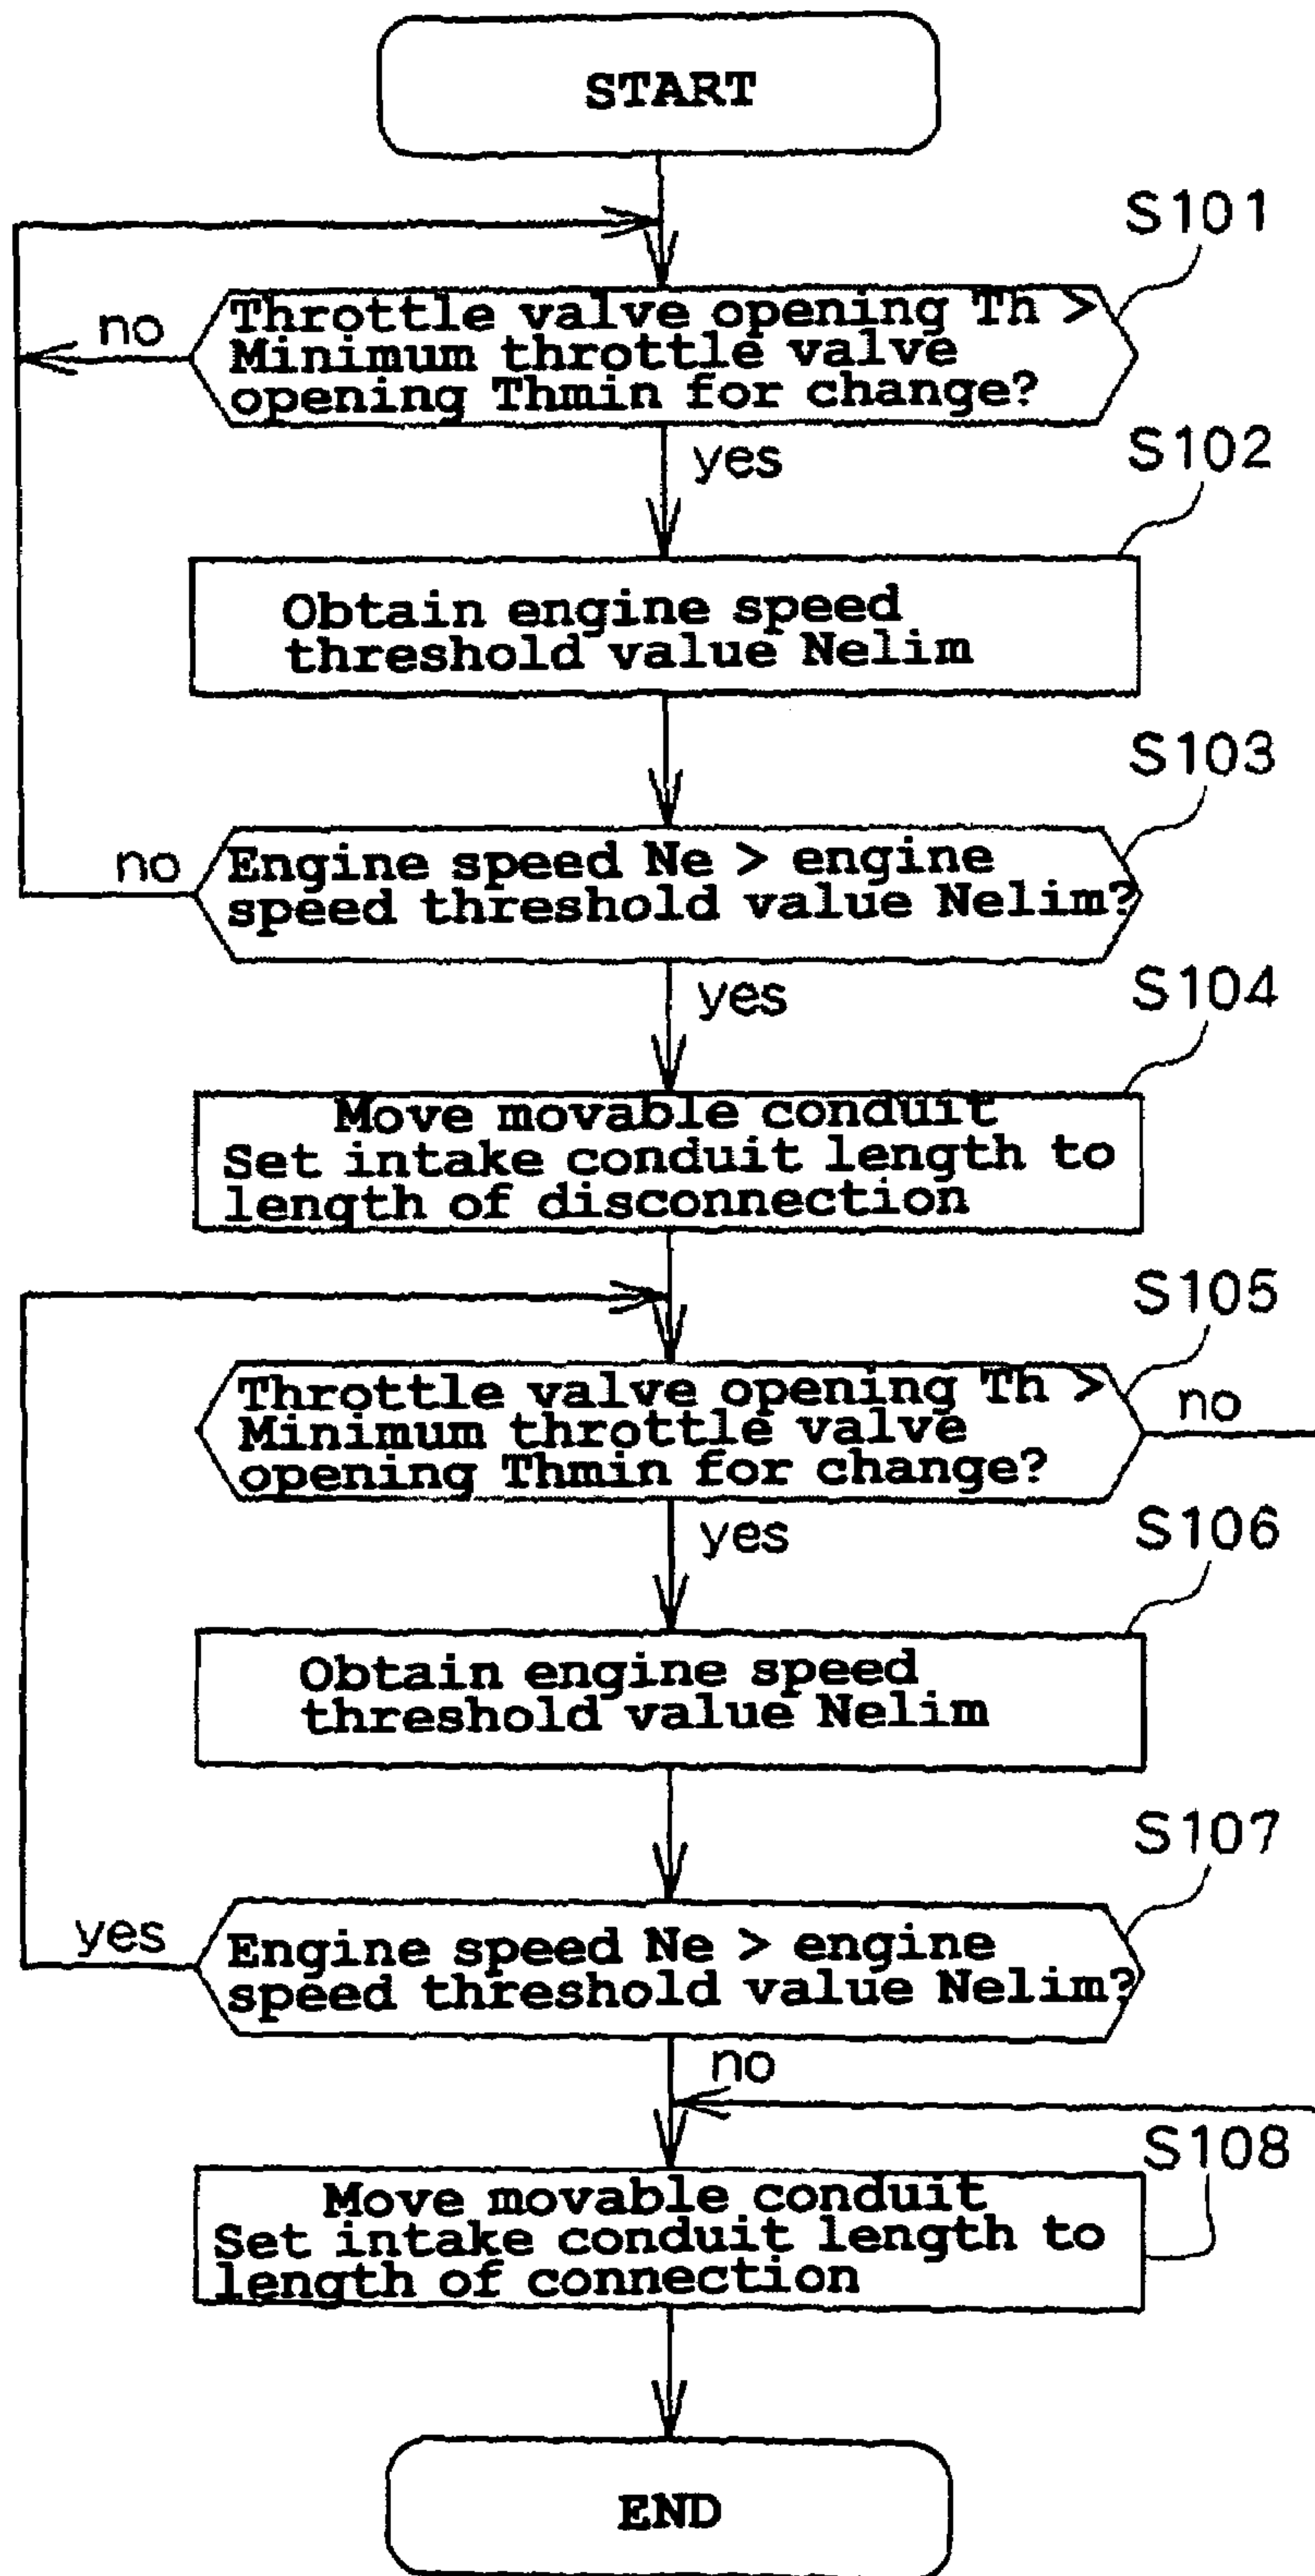 START
S101
no
Throttle valve opening Th >
Minimum throttle valve
opening Thmin for change?
yes
S102
Obtain engine speed
threshold value Nelim
S103
no
Engine speed Ne > engine
speed threshold value Nelim?
yes
S104
Move movable conduit
Set intake conduit length to
length of disconnection
S105
Throttle valve opening Th >
Minimum throttle valve
opening Thmin for change?
no
yes
S106
Obtain engine speed
threshold value Nelim
S107
yes
Engine speed Ne > engine
speed threshold value Nelim?
no
S108
Move movable conduit
Set intake conduit length to
length of connection
END